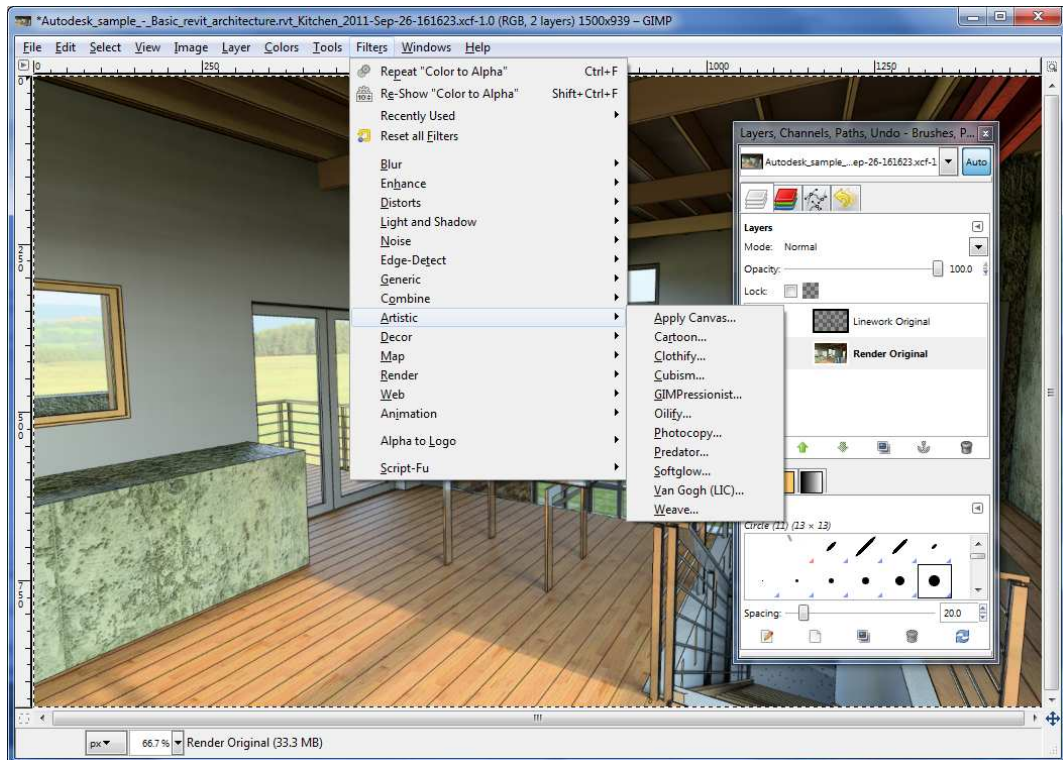 *Autodesk_sample_-_Basic_revit_architecture.rvt_Kitchen_2011-Sep-26-161623.xcf-1.0 (RGB, 2 layers) 1500x939 – GIMP
File Edit Select View Image Layer Colors Tools Filters Windows Help
0 250 1000 1250
Repeat "Color to Alpha" Ctrl+F
Re-Show "Color to Alpha" Shift+Ctrl+F
Recently Used
Reset all Filters
Blur
Enhance
Distorts
Light and Shadow
Noise
Edge-Detect
Generic
Combine
Artistic
Decor
Map
Render
Web
Animation
Alpha to Logo
Script-Fu
Apply Canvas...
Cartoon...
Clothify...
Cubism...
GIMPressionist...
Oilify...
Photocopy...
Predator...
Softglow...
Van Gogh (LIC)...
Weave...
Layers, Channels, Paths, Undo - Brushes, P...
Autodesk_sample_...ep-26-161623.xcf-1
Auto
Layers
Mode: Normal
Opacity: 100.0
Lock:
Linework Original
Render Original
Circle (11) (13 × 13)
Spacing: 20.0
0
250
500
750
px 66.7 % Render Original (33.3 MB)